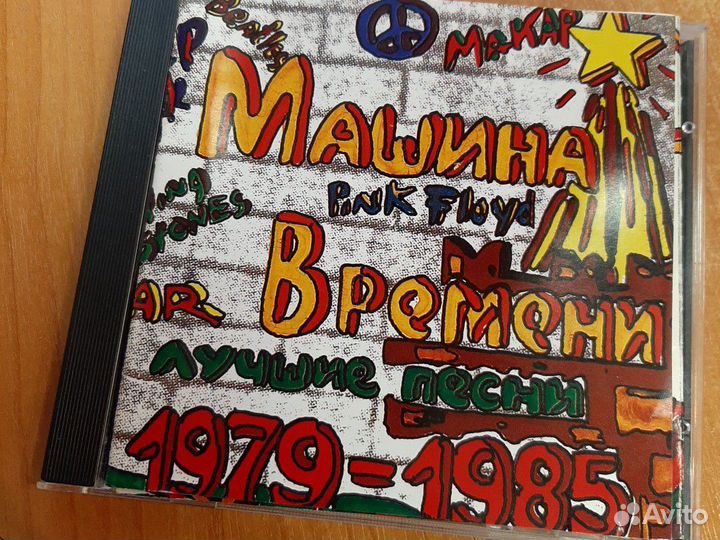 Beatles
МАКАР
МАШИНА
Pink Floyd
STONES
ВРЕМЕНИ
ЛУЧШИЕ ПЕСНИ
1979-1985
Avito